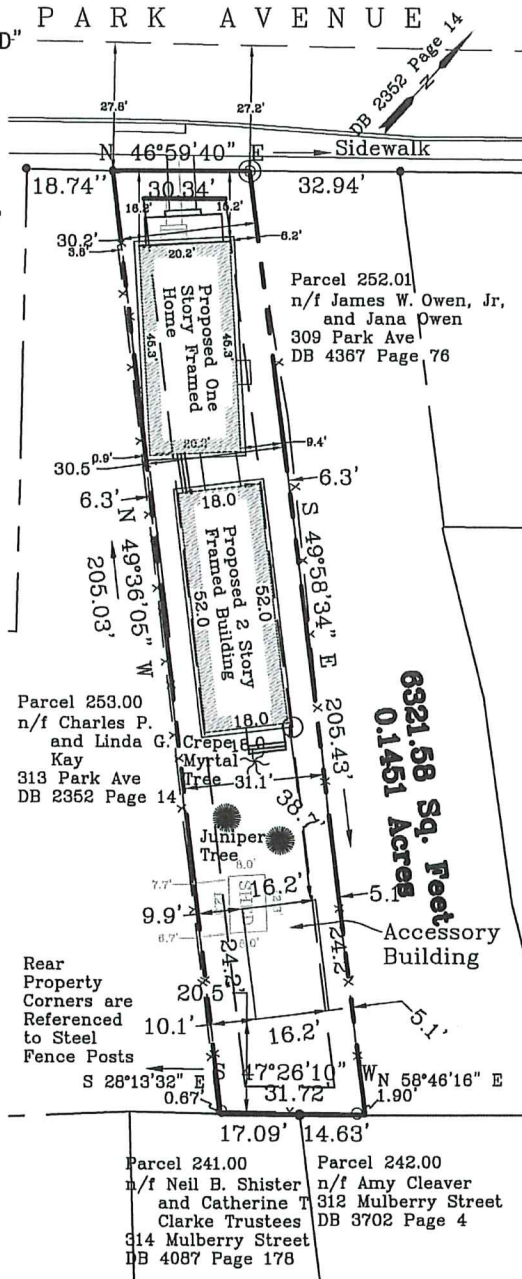 PARK AVENUE
D"
DB 2352 Page 14
N
27.8'
27.2'
N 46°59'40" E
Sidewalk
18.74"
30.34'
32.94'
16.2'
16.2'
30.2'
6.2'
20.2'
Parcel 252.01
n/f James W. Owen, Jr,
and Jana Owen
309 Park Ave
DB 4367 Page 76
Proposed One
Story Framed
Home
45.3'
45.3'
9.4'
0.9'
30.5'
6.3'
6.3'
18.0
N 49°36'05" W
205.03'
S 49°58'34" E
205.43'
Proposed 2 Story
Framed Building
52.0
52.0
6321.58 Sq. Feet
0.1451 Acres
Parcel 253.00
n/f Charles P.
and Linda G.
Kay
313 Park Ave
DB 2352 Page 14
18.0
18.0
Crepe
Myrtal
Tree
31.1'
38.7'
Juniper
Tree
8.0'
7.7'
SHED
6.7'
16.2'
9.9'
5.1'
24.2'
24.2'
Accessory
Building
Rear
Property
Corners are
Referenced
to Steel
Fence Posts
20.5'
10.1'
16.2'
5.1'
S 28°13'32" E
S 47°26'10" W
N 58°46'16" E
0.67'
31.72'
1.90'
17.09'
14.63'
Parcel 241.00
n/f Neil B. Shister
and Catherine T
Clarke Trustees
314 Mulberry Street
DB 4087 Page 178
Parcel 242.00
n/f Amy Cleaver
312 Mulberry Street
DB 3702 Page 4